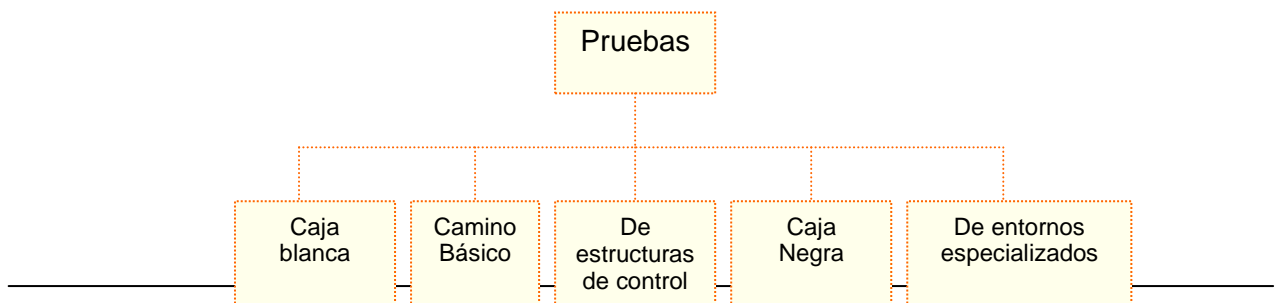 Pruebas
Caja
blanca
Camino
Básico
De
estructuras
de control
Caja
Negra
De entornos
especializados